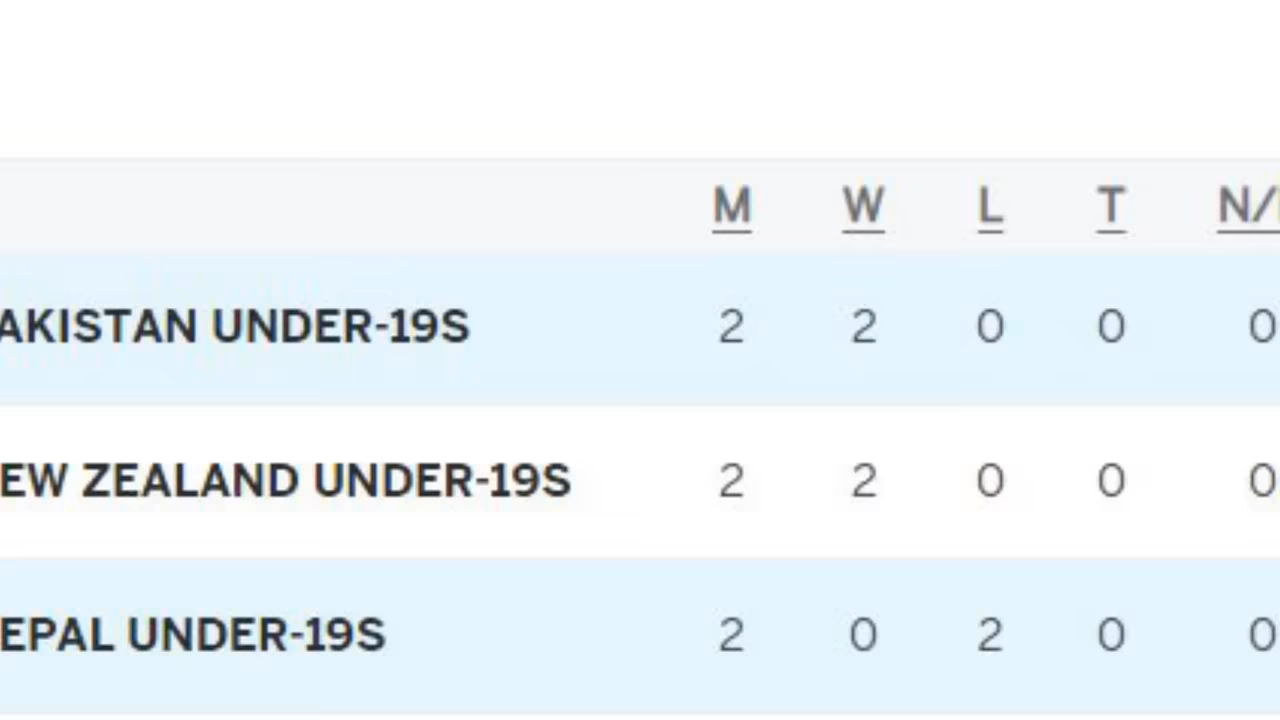 M W L T N/
AKISTAN UNDER-19S 2 2 0 0 0
EW ZEALAND UNDER-19S 2 2 0 0 0
EPAL UNDER-19S 2 0 2 0 0